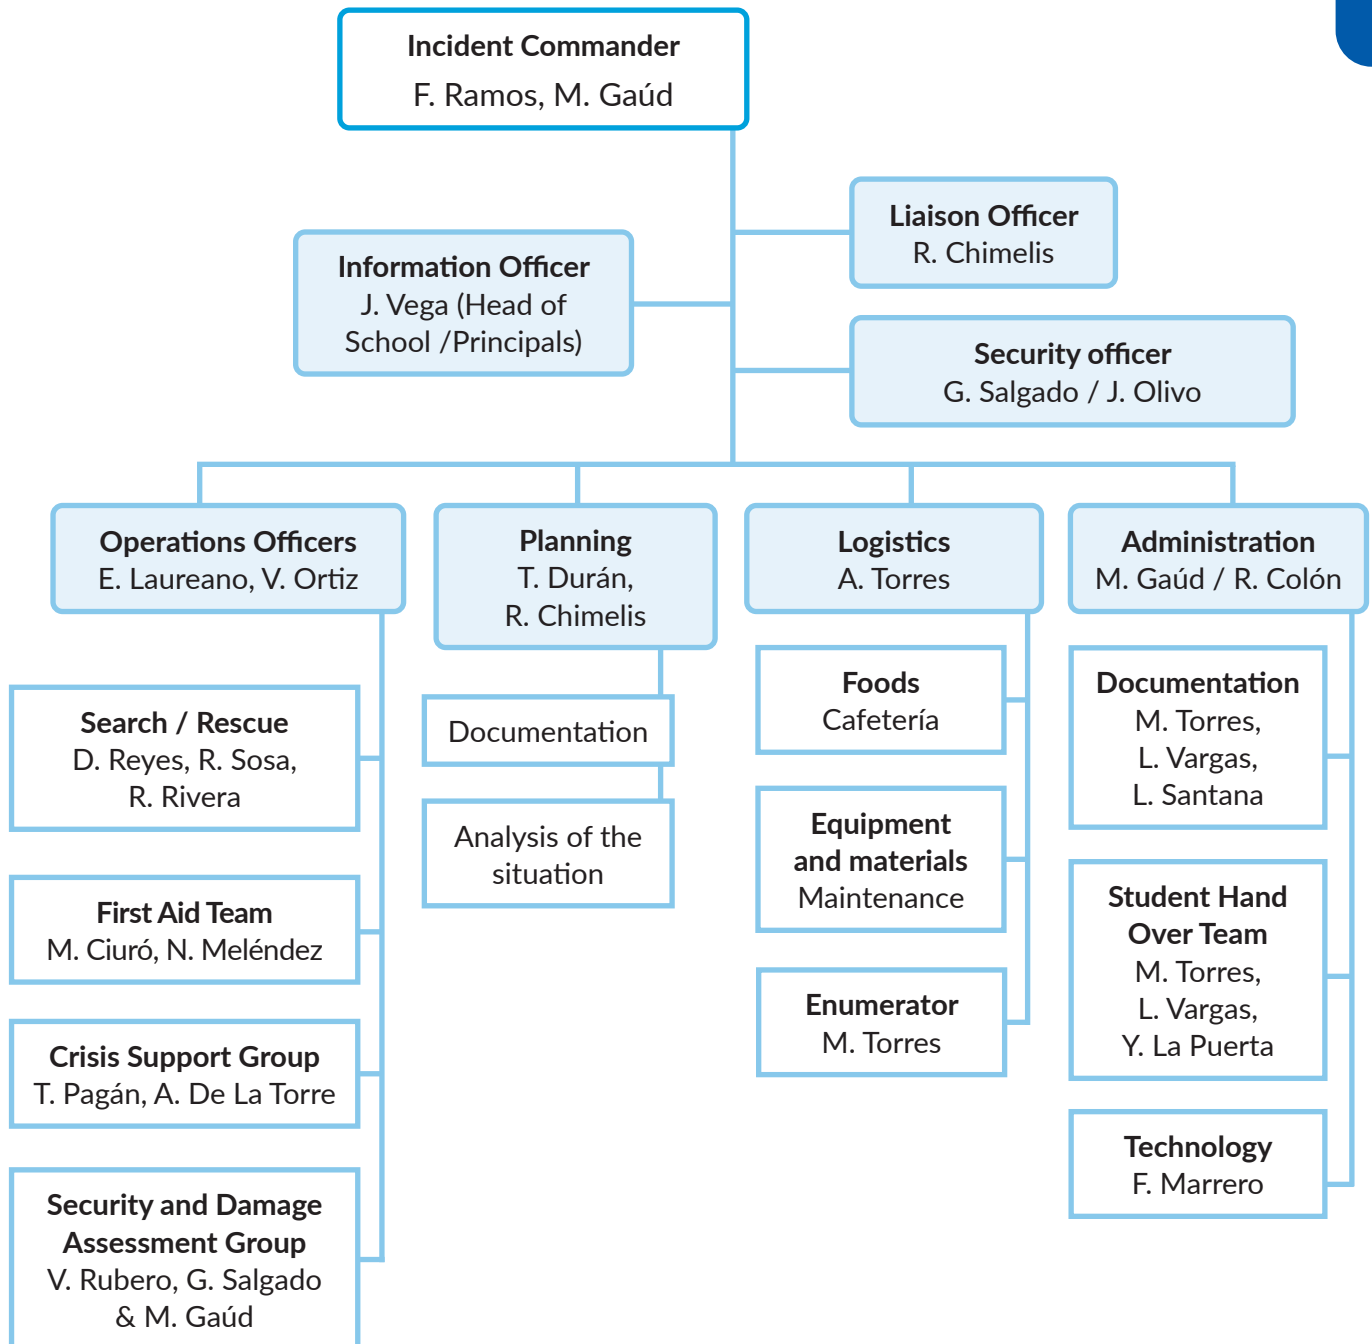 Incident Commander
F. Ramos, M. Gaúd
Liaison Officer
R. Chimelis
Information Officer
J. Vega (Head of
School /Principals)
Security officer
G. Salgado / J. Olivo
Operations Officers
E. Laureano, V. Ortiz
Search / Rescue
D. Reyes, R. Sosa,
R. Rivera
First Aid Team
M. Ciuró, N. Meléndez
Crisis Support Group
T. Pagán, A. De La Torre
Security and Damage
Assessment Group
V. Rubero, G. Salgado
& M. Gaúd
Planning
T. Durán,
R. Chimelis
Documentation
Analysis of the
situation
Logistics
A. Torres
Foods
Cafetería
Equipment
and materials
Maintenance
Enumerator
M. Torres
Administration
M. Gaúd / R. Colón
Documentation
M. Torres,
L. Vargas,
L. Santana
Student Hand
Over Team
M. Torres,
L. Vargas,
Y. La Puerta
Technology
F. Marrero